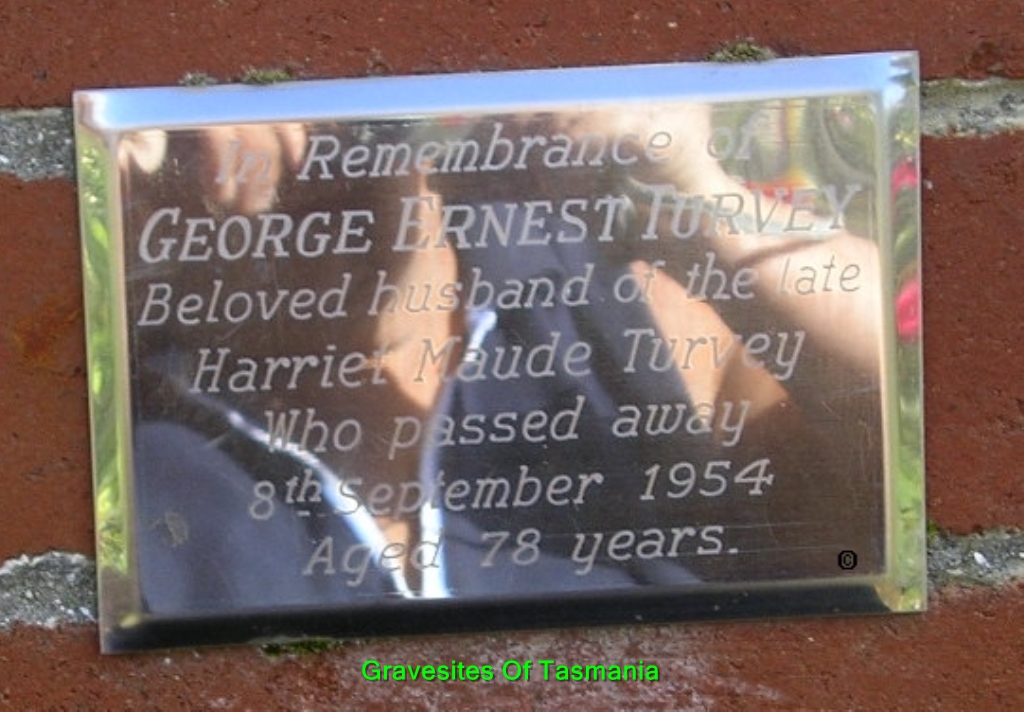 In Remembrance of
GEORGE ERNEST TURVEY
Beloved husband of the late
Harriet Maude Turvey
Who passed away
8th September 1954
Aged 78 years.
©
Gravesites Of Tasmania